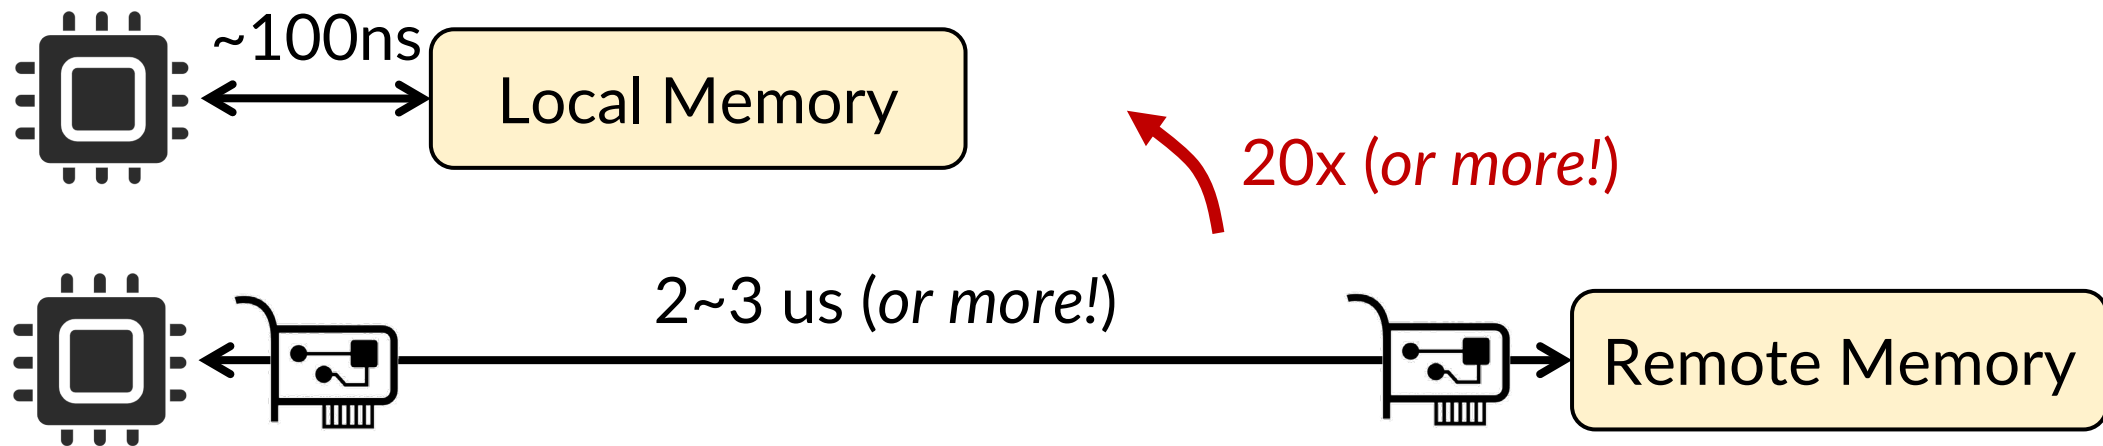 ~100ns
Local Memory
20x (or more!)
2~3 us (or more!)
Remote Memory